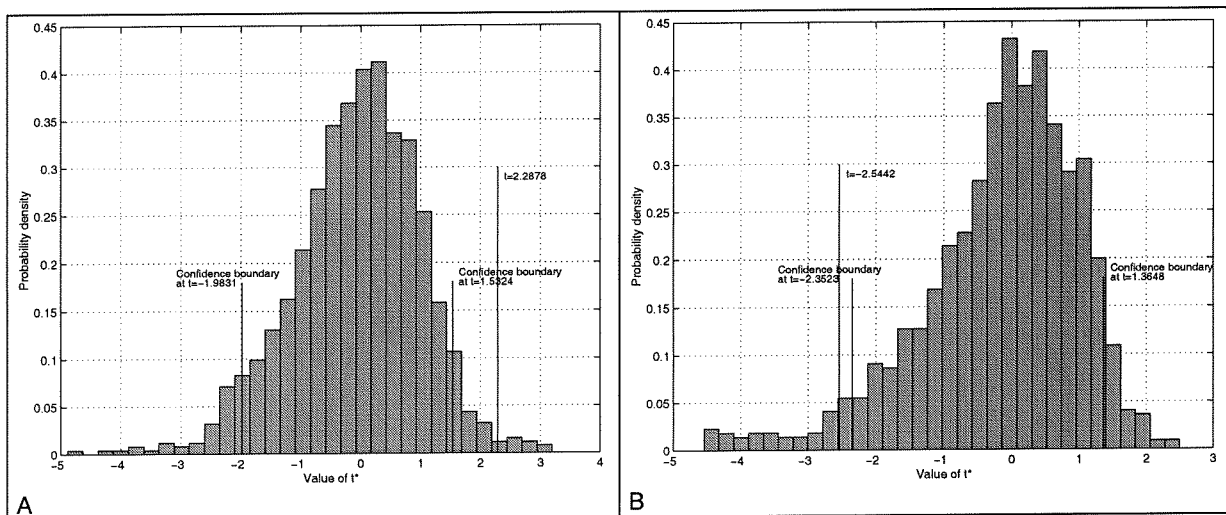 0.45
0.4
0.35
0.3
0.25
0.2
0.15
0.1
0.05
0
Probability density
t=2.2878
Confidence boundary
at t=−1.9831
Confidence boundary
at t=1.5324
−5 −4 −3 −2 −1 0 1 2 3 4
Value of t*
A
0.45
0.4
0.35
0.3
0.25
0.2
0.15
0.1
0.05
0
Probability density
t=−2.5442
Confidence boundary
at t=−2.3523
Confidence boundary
at t=1.3648
−5 −4 −3 −2 −1 0 1 2 3
Value of t*
B